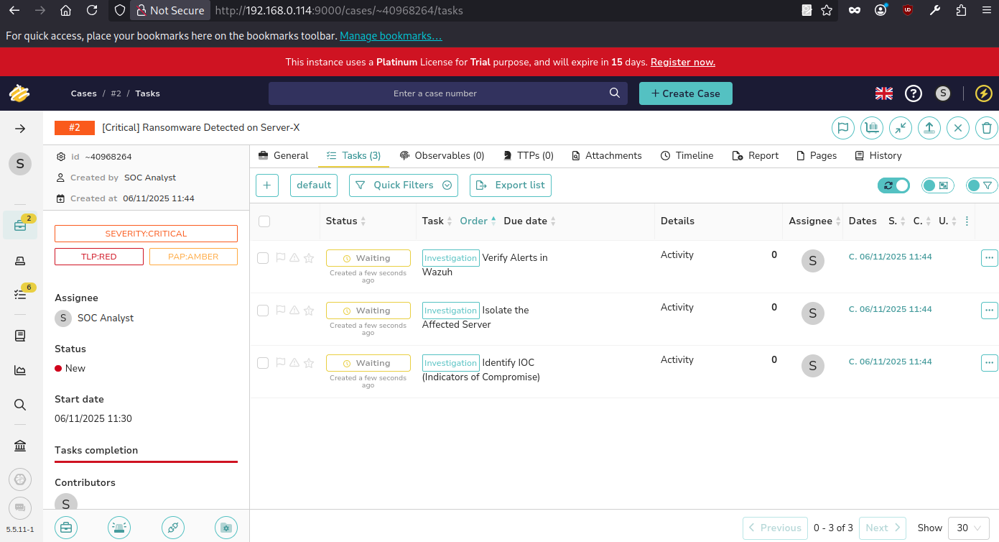 Not Secure http://192.168.0.114:9000/cases/~40968264/tasks
For quick access, place your bookmarks here on the bookmarks toolbar. Manage bookmarks…
This instance uses a Platinum License for Trial purpose, and will expire in 15 days. Register now.
Cases / #2 / Tasks Enter a case number + Create Case ? S
#2 [Critical] Ransomware Detected on Server-X
id ~40968264
Created by SOC Analyst
Created at 06/11/2025 11:44
SEVERITY:CRITICAL
TLP:RED PAP:AMBER
Assignee
S SOC Analyst
Status
New
Start date
06/11/2025 11:30
Tasks completion
Contributors
S
S
2
6
5.5.11-1
General Tasks (3) Observables (0) TTPs (0) Attachments Timeline Report Pages History
+ default Quick Filters Export list
Status Task Order Due date Details Assignee Dates S. C. U.
Waiting Investigation Verify Alerts in Activity 0 S C. 06/11/2025 11:44
Created a few seconds Wazuh
ago
Waiting Investigation Isolate the Activity 0 S C. 06/11/2025 11:44
Created a few seconds Affected Server
ago
Waiting Investigation Identify IOC Activity 0 S C. 06/11/2025 11:44
Created a few seconds (Indicators of Compromise)
ago
Previous 0 - 3 of 3 Next Show 30